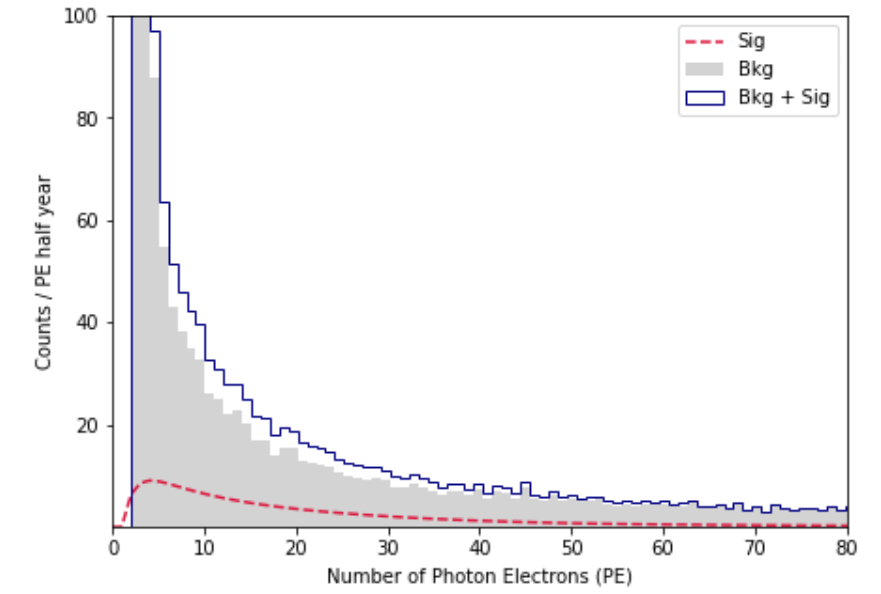 100
80
60
40
20
0 10 20 30 40 50 60 70 80
Counts / PE half year
Number of Photon Electrons (PE)
Sig
Bkg
Bkg + Sig